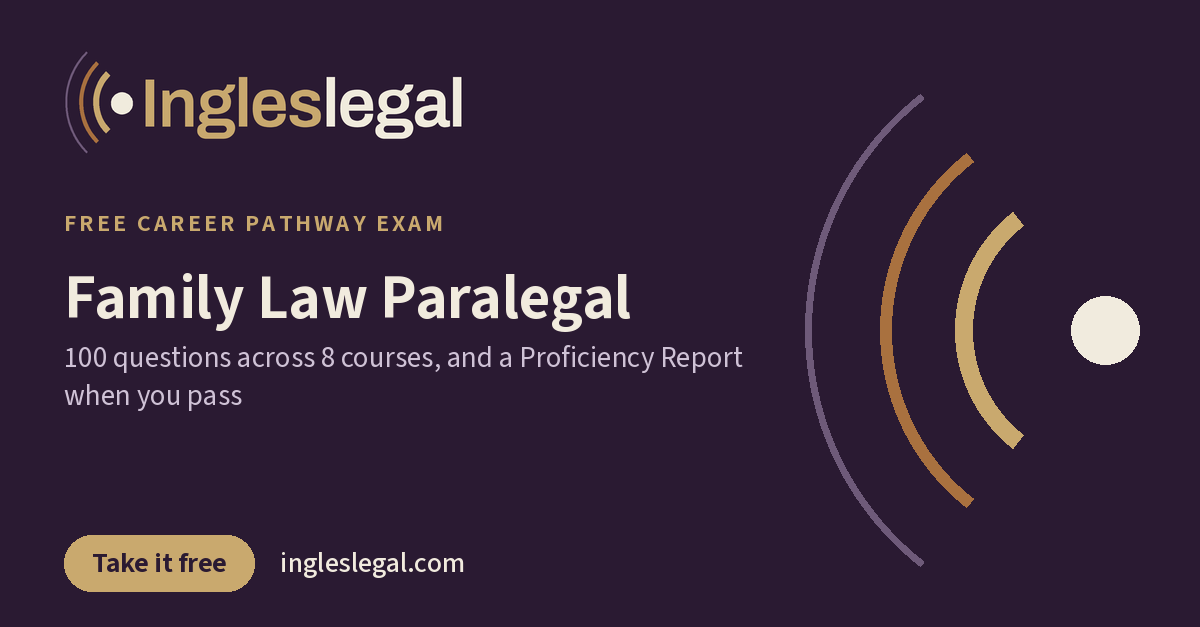 Ingleslegal
FREE CAREER PATHWAY EXAM
Family Law Paralegal
100 questions across 8 courses, and a Proficiency Report
when you pass
Take it free
ingleslegal.com